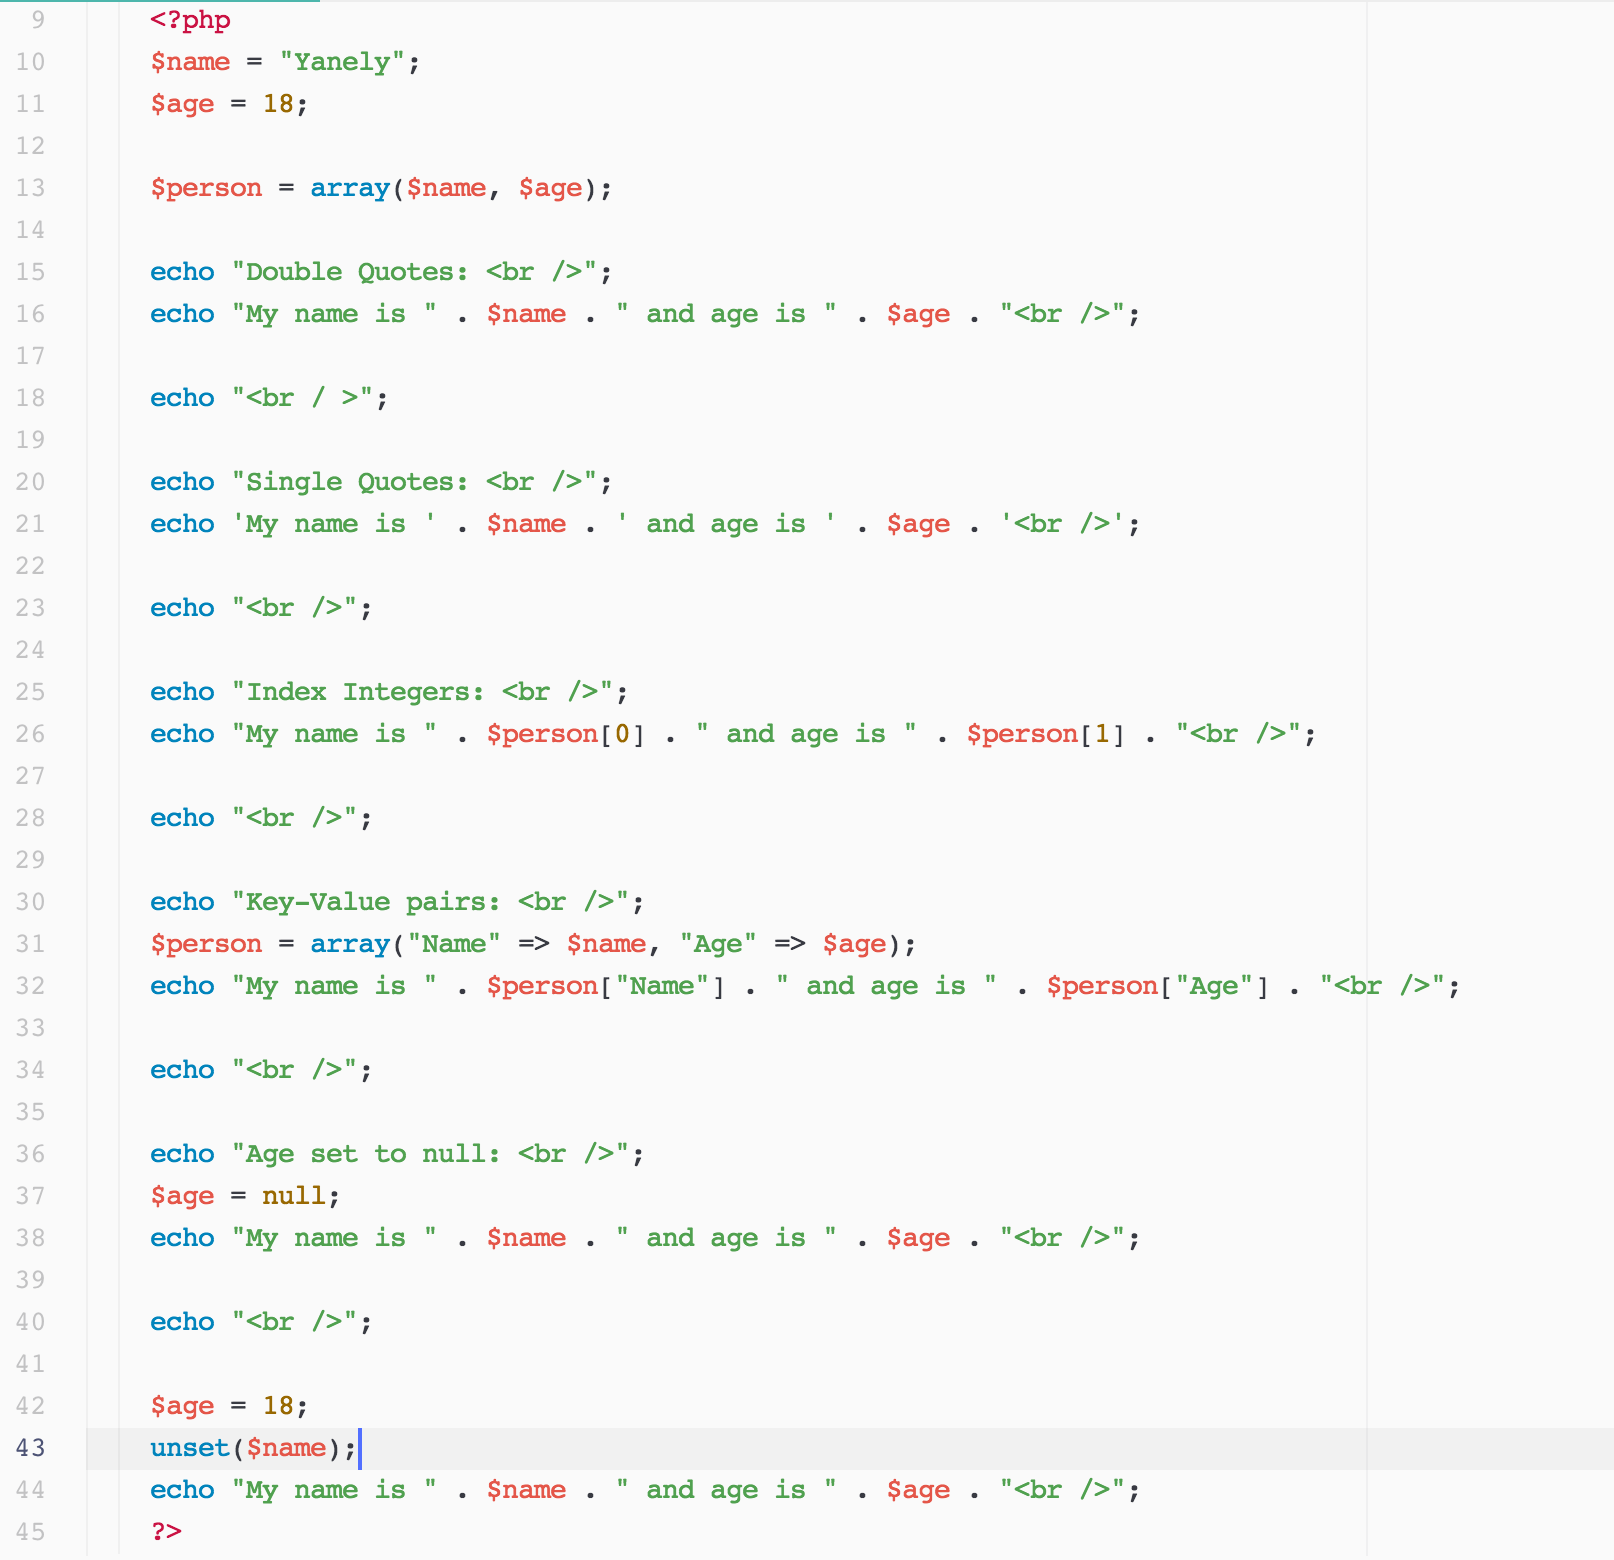 9 <?php
10 $name = "Yanely";
11 $age = 18;
12
13 $person = array($name, $age);
14
15 echo "Double Quotes: <br />";
16 echo "My name is " . $name . " and age is " . $age . "<br />";
17
18 echo "<br / >";
19
20 echo "Single Quotes: <br />";
21 echo 'My name is ' . $name . ' and age is ' . $age . '<br />';
22
23 echo "<br />";
24
25 echo "Index Integers: <br />";
26 echo "My name is " . $person[0] . " and age is " . $person[1] . "<br />";
27
28 echo "<br />";
29
30 echo "Key-Value pairs: <br />";
31 $person = array("Name" => $name, "Age" => $age);
32 echo "My name is " . $person["Name"] . " and age is " . $person["Age"] . "<br />";
33
34 echo "<br />";
35
36 echo "Age set to null: <br />";
37 $age = null;
38 echo "My name is " . $name . " and age is " . $age . "<br />";
39
40 echo "<br />";
41
42 $age = 18;
43 unset($name);
44 echo "My name is " . $name . " and age is " . $age . "<br />";
45 ?>